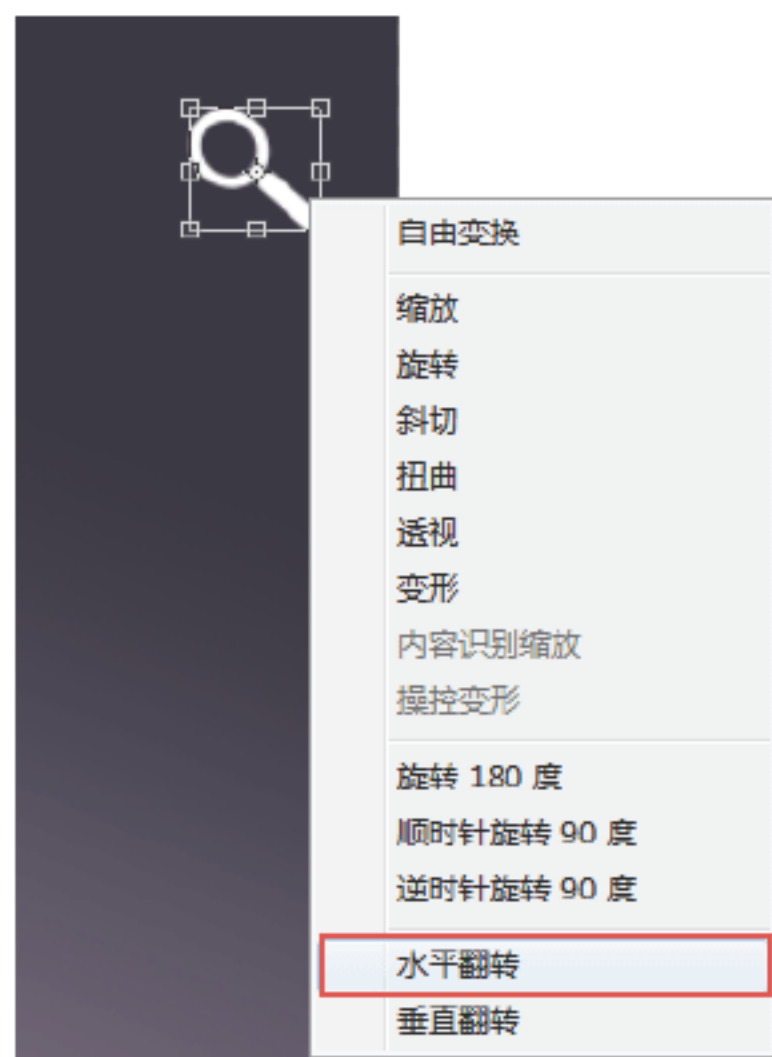 自由变换
缩放
旋转
斜切
扭曲
透视
变形
内容识别缩放
操控变形
旋转 180 度
顺时针旋转 90 度
逆时针旋转 90 度
水平翻转
垂直翻转